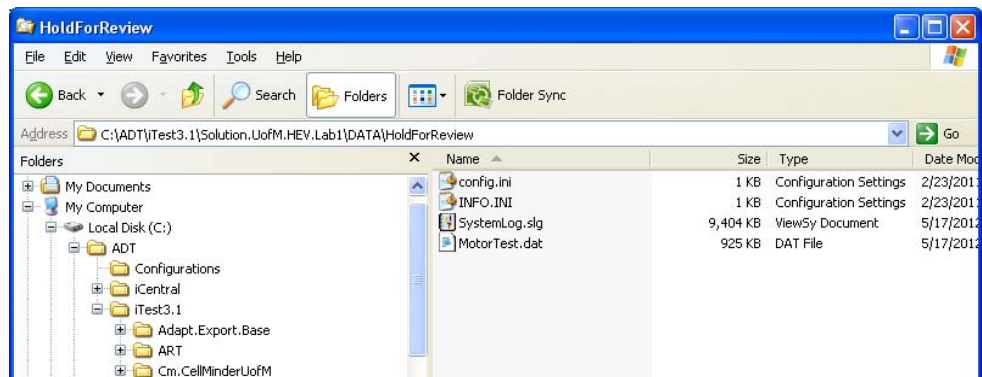 HoldForReview
File Edit View Favorites Tools Help
Back Search Folders Folder Sync
Address C:\ADT\iTest3.1\Solution.UofM.HEV.Lab1\DATA\HoldForReview Go
Folders Name Size Type Date Mod
My Documents config.ini 1 KB Configuration Settings 2/23/201
My Computer INFO.INI 1 KB Configuration Settings 2/23/201
Local Disk (C:) SystemLog.slg 9,404 KB ViewSy Document 5/17/2012
ADT MotorTest.dat 925 KB DAT File 5/17/2012
Configurations
iCentral
iTest3.1
Adapt.Export.Base
ART
Cm.CellMinderUofM